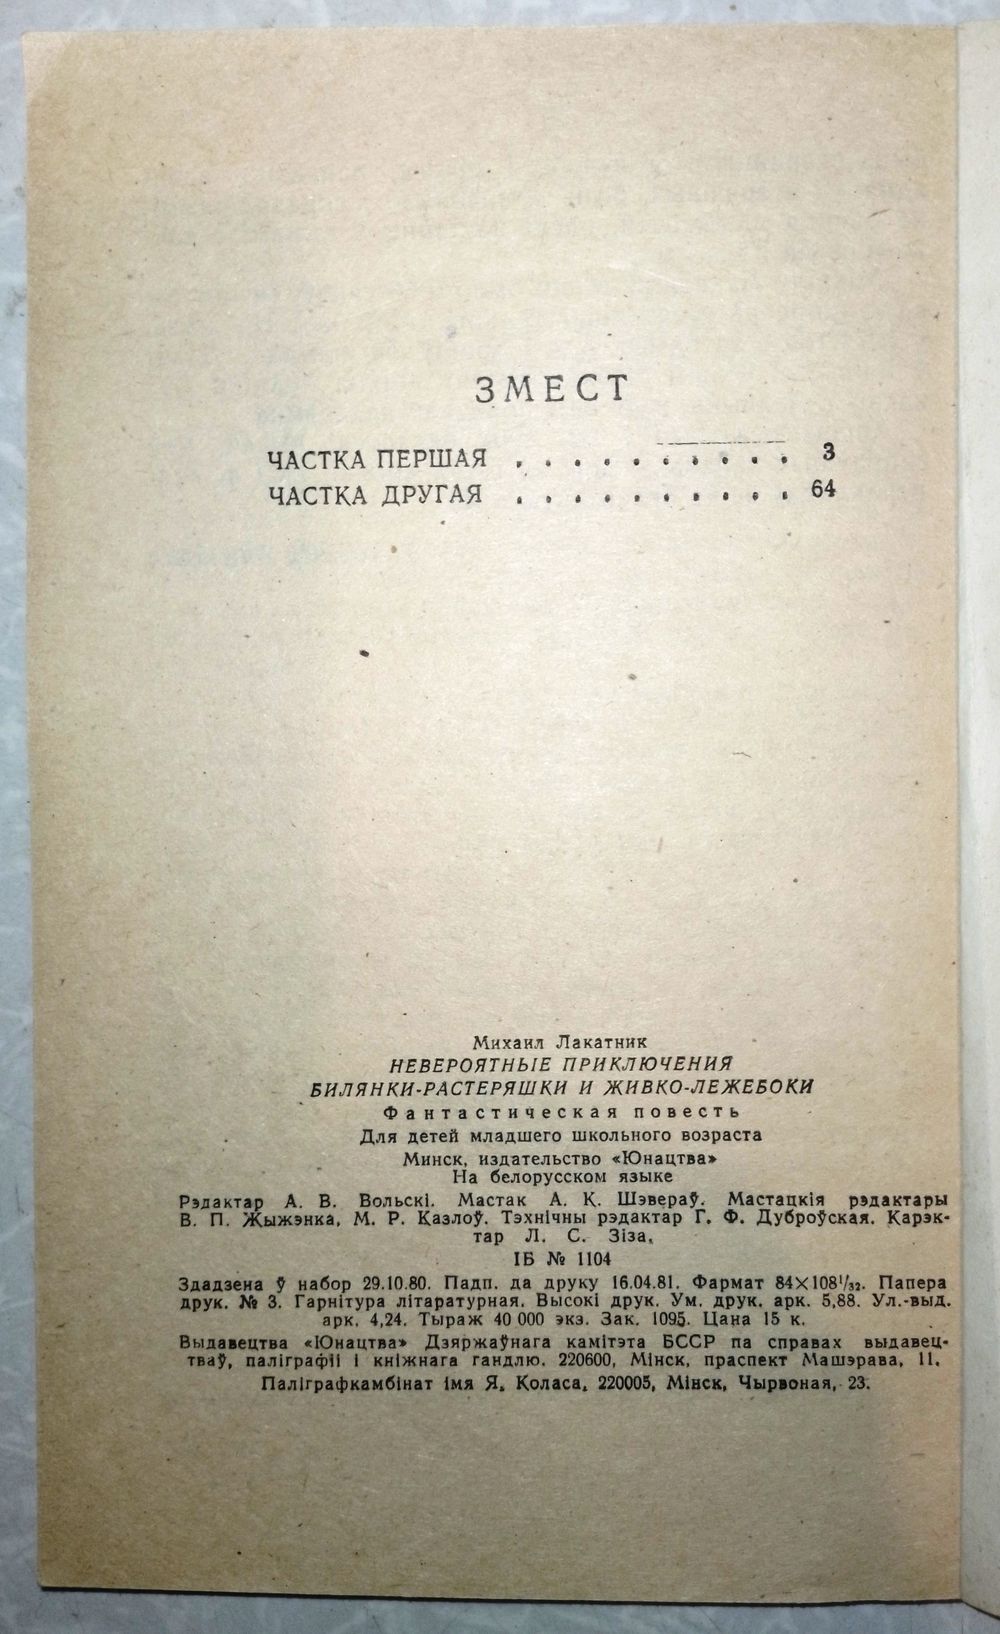 ЗМЕСТ
ЧАСТКА ПЕРШАЯ . . . . . . . . . . 3
ЧАСТКА ДРУГАЯ . . . . . . . . . . 64
Михаил Лакатник
НЕВЕРОЯТНЫЕ ПРИКЛЮЧЕНИЯ
БИЛЯНКИ-РАСТЕРЯШКИ И ЖИВКО-ЛЕЖЕБОКИ
Фантастическая повесть
Для детей младшего школьного возраста
Минск, издательство «Юнацтва»
На белорусском языке
Рэдактар А. В. Вольскі. Мастак А. К. Шэвераў. Мастацкія рэдактары
В. П. Жыжэнка, М. Р. Казлоў. Тэхнічны рэдактар Г. Ф. Дуброўская. Карэк-
тар Л. С. Зіза.
ІБ № 1104
Здадзена ў набор 29.10.80. Падп. да друку 16.04.81. Фармат 84×108¹/₃₂. Папера
друк. № 3. Гарнітура літаратурная. Высокі друк. Ум. друк. арк. 5,88. Ул.-выд.
арк. 4,24. Тыраж 40 000 экз. Зак. 1095. Цана 15 к.
Выдавецтва «Юнацтва» Дзяржаўнага камітэта БССР па справах выдавец-
тваў, паліграфіі і кніжнага гандлю. 220600, Мінск, праспект Машэрава, 11.
Паліграфкамбінат імя Я. Коласа. 220005, Мінск, Чырвоная, 23.